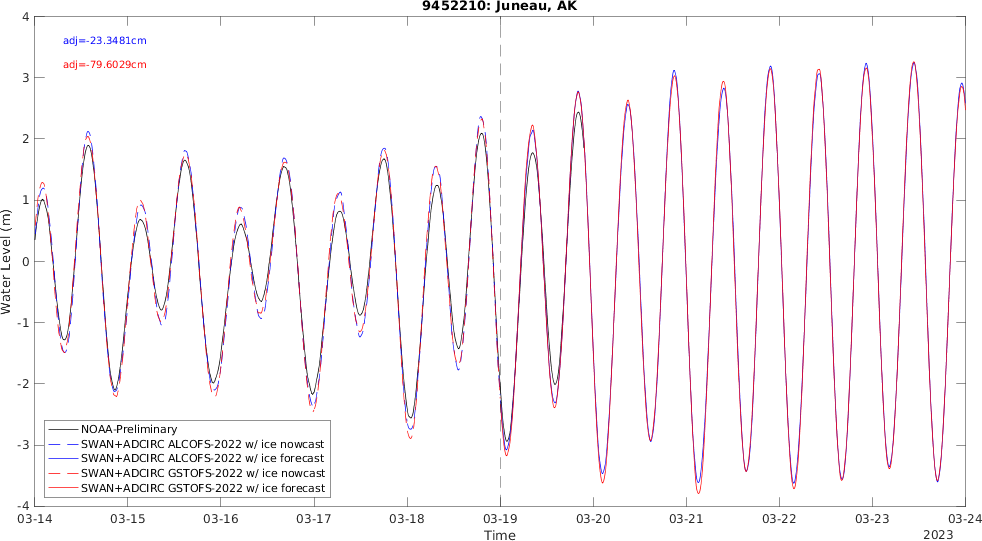 9452210: Juneau, AK
adj=-23.3481cm
adj=-79.6029cm
4
3
2
1
0
-1
-2
-3
-4
Water Level (m)
NOAA-Preliminary
SWAN+ADCIRC ALCOFS-2022 w/ ice nowcast
SWAN+ADCIRC ALCOFS-2022 w/ ice forecast
SWAN+ADCIRC GSTOFS-2022 w/ ice nowcast
SWAN+ADCIRC GSTOFS-2022 w/ ice forecast
03-14 03-15 03-16 03-17 03-18 03-19 03-20 03-21 03-22 03-23 03-24
Time
2023